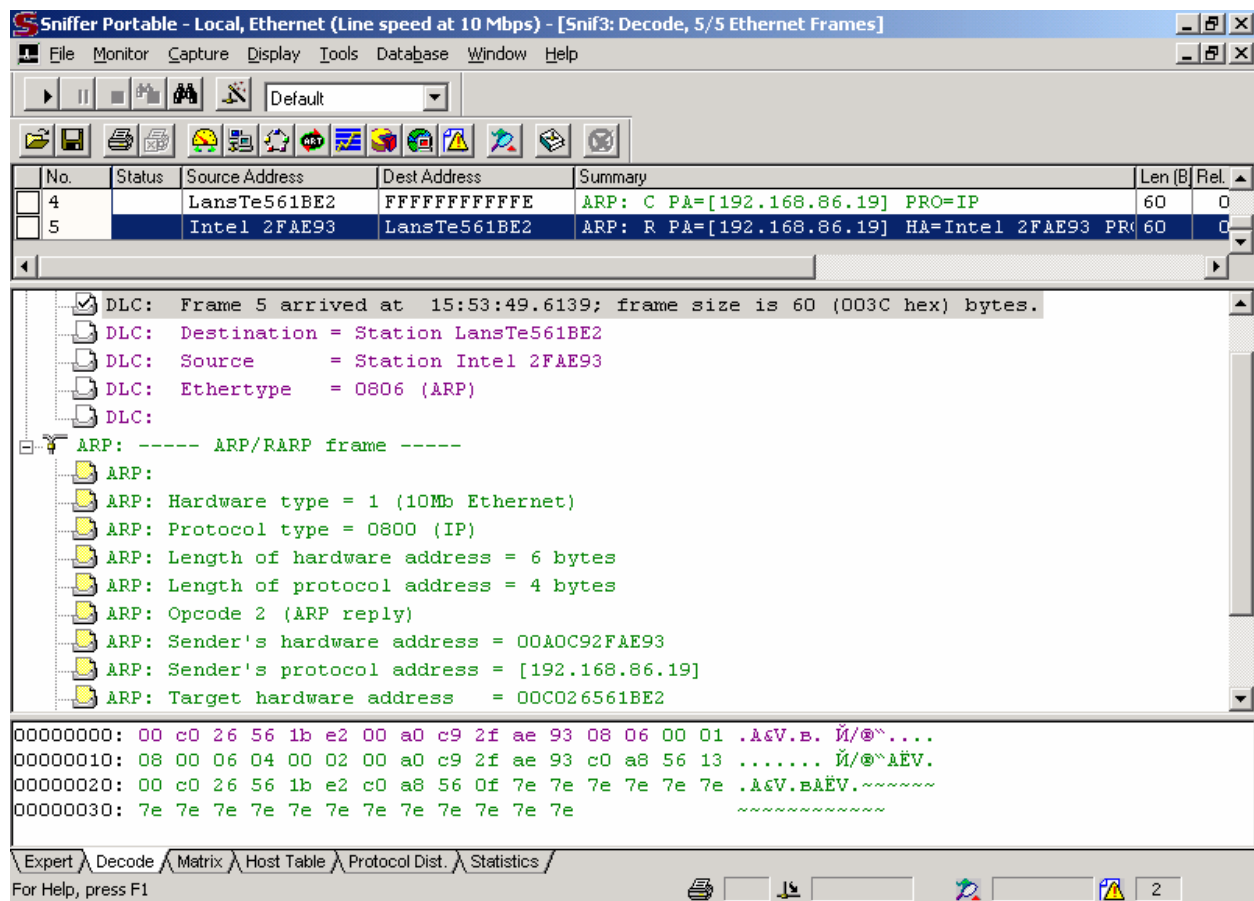 Sniffer Portable - Local, Ethernet (Line speed at 10 Mbps) - [Snif3: Decode, 5/5 Ethernet Frames]
File Monitor Capture Display Tools Database Window Help
Default
No. Status Source Address Dest Address Summary Len (B) Rel.
4 LansTe561BE2 FFFFFFFFFFFE ARP: C PA=[192.168.86.19] PRO=IP 60 0
5 Intel 2FAE93 LansTe561BE2 ARP: R PA=[192.168.86.19] HA=Intel 2FAE93 PR 60 0
DLC: Frame 5 arrived at 15:53:49.6139; frame size is 60 (003C hex) bytes.
DLC: Destination = Station LansTe561BE2
DLC: Source = Station Intel 2FAE93
DLC: Ethertype = 0806 (ARP)
DLC:
ARP: ----- ARP/RARP frame -----
ARP:
ARP: Hardware type = 1 (10Mb Ethernet)
ARP: Protocol type = 0800 (IP)
ARP: Length of hardware address = 6 bytes
ARP: Length of protocol address = 4 bytes
ARP: Opcode 2 (ARP reply)
ARP: Sender's hardware address = 00A0C92FAE93
ARP: Sender's protocol address = [192.168.86.19]
ARP: Target hardware address = 00C026561BE2
00000000: 00 c0 26 56 1b e2 00 a0 c9 2f ae 93 08 06 00 01 .А&V.в. Й/®“....
00000010: 08 00 06 04 00 02 00 a0 c9 2f ae 93 c0 a8 56 13 ....... Й/®“АЁV.
00000020: 00 c0 26 56 1b e2 c0 a8 56 0f 7e 7e 7e 7e 7e 7e .А&V.вАЁV.~~~~~~
00000030: 7e 7e 7e 7e 7e 7e 7e 7e 7e 7e 7e 7e ~~~~~~~~~~~~
Expert Decode Matrix Host Table Protocol Dist. Statistics
For Help, press F1 2